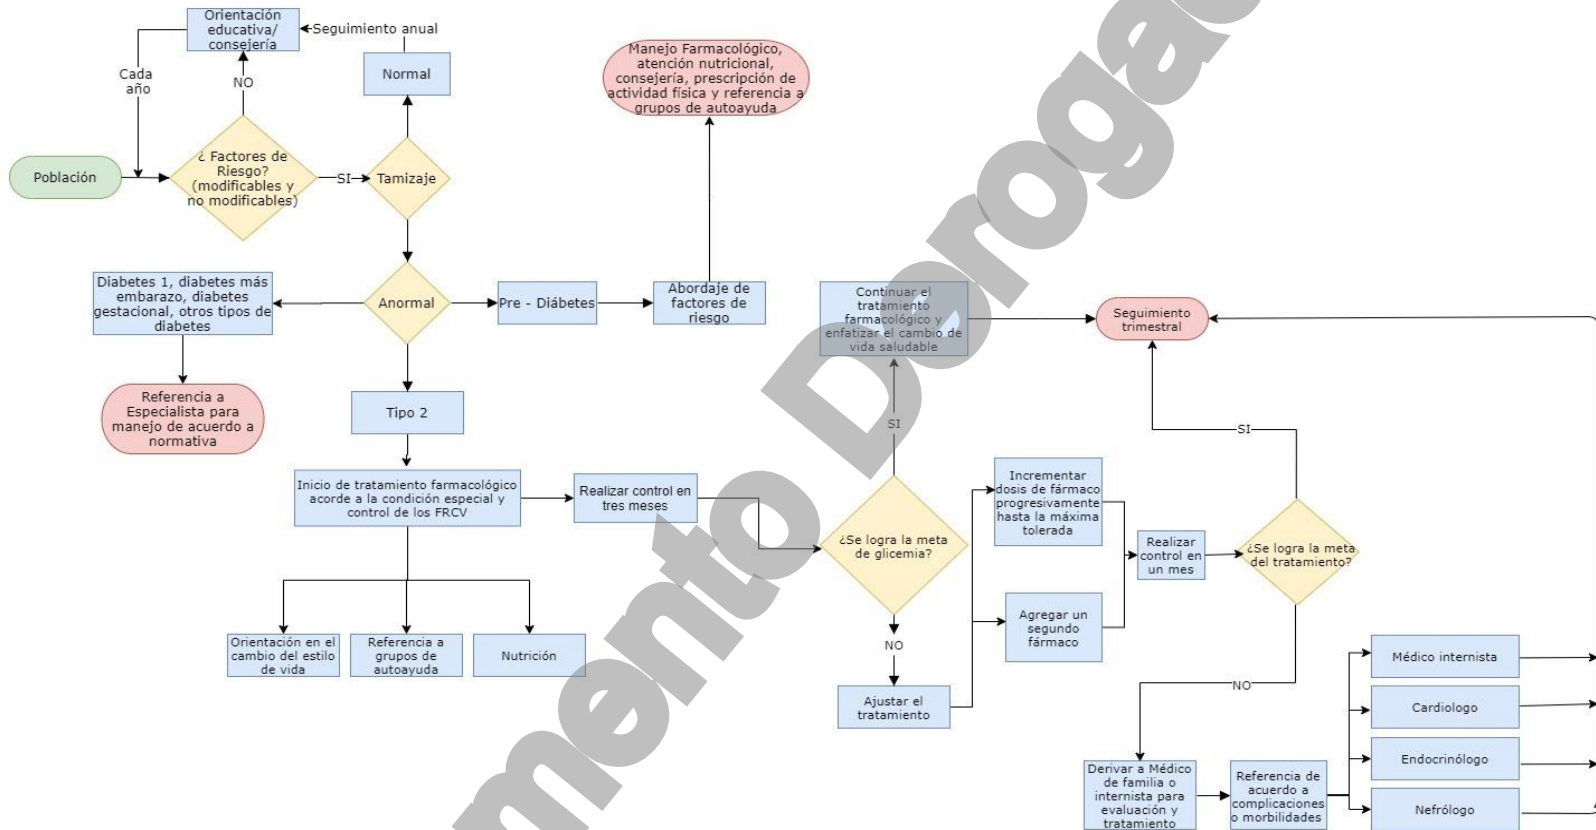 Orientación
educativa/
consejería
Seguimiento anual
Cada
año
NO
Normal
Manejo Farmacológico,
atención nutricional,
consejería, prescripción de
actividad física y referencia a
grupos de autoayuda
Población
¿ Factores de
Riesgo?
(modificables y
no modificables)
SI
Tamizaje
Diabetes 1, diabetes más
embarazo, diabetes
gestacional, otros tipos de
diabetes
Anormal
Pre - Diábetes
Abordaje de
factores de
riesgo
Continuar el
tratamiento
farmacológico y
enfatizar el cambio de
vida saludable
Seguimiento
trimestral
Referencia a
Especialista para
manejo de acuerdo a
normativa
Tipo 2
SI
SI
Inicio de tratamiento farmacológico
acorde a la condición especial y
control de los FRCV
Realizar control en
tres meses
¿Se logra la meta
de glicemia?
Incrementar
dosis de fármaco
progresivamente
hasta la máxima
tolerada
Realizar
control en
un mes
¿Se logra la meta
del tratamiento?
Orientación en el
cambio del estilo
de vida
Referencia a
grupos de
autoayuda
Nutrición
NO
Agregar un
segundo
fármaco
Ajustar el
tratamiento
NO
Médico internista
Cardiologo
Endocrinólogo
Nefrólogo
Derivar a Médico
de familia o
internista para
evaluación y
tratamiento
Referencia de
acuerdo a
complicaciones
o morbilidades